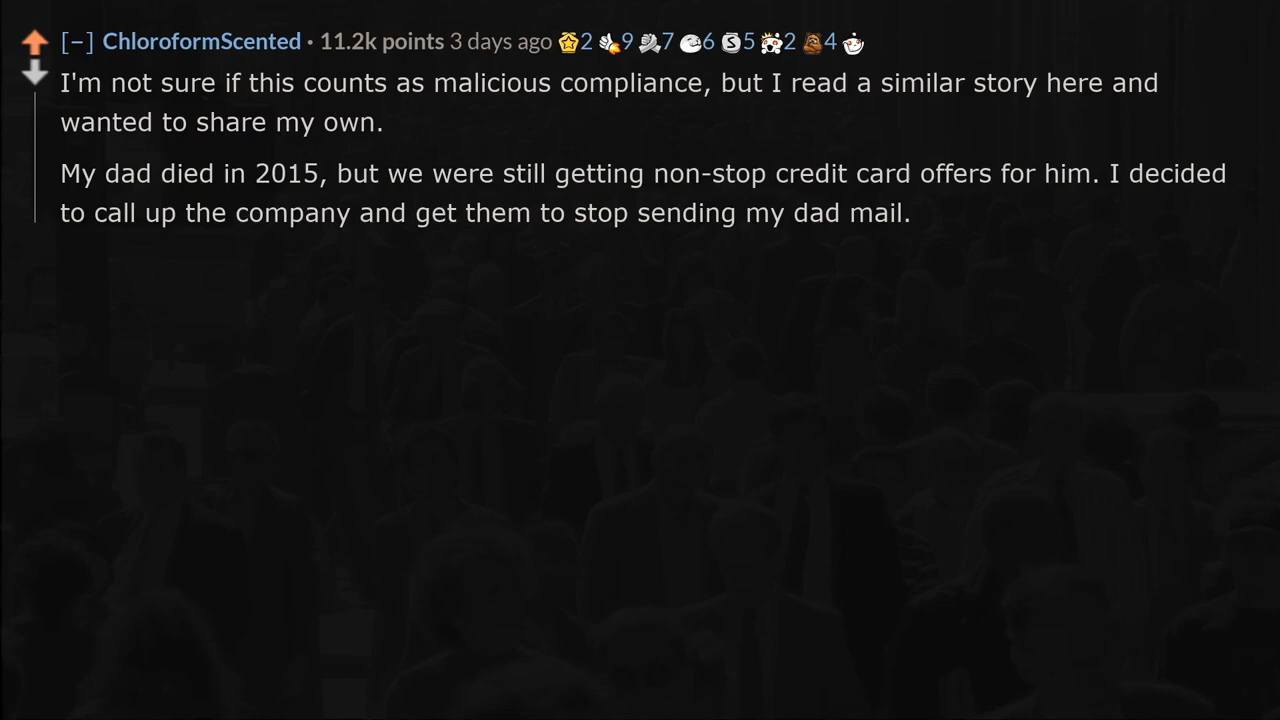 [–] ChloroformScented · 11.2k points 3 days ago 2 9 7 6 5 2 4
I'm not sure if this counts as malicious compliance, but I read a similar story here and
wanted to share my own.
My dad died in 2015, but we were still getting non-stop credit card offers for him. I decided
to call up the company and get them to stop sending my dad mail.